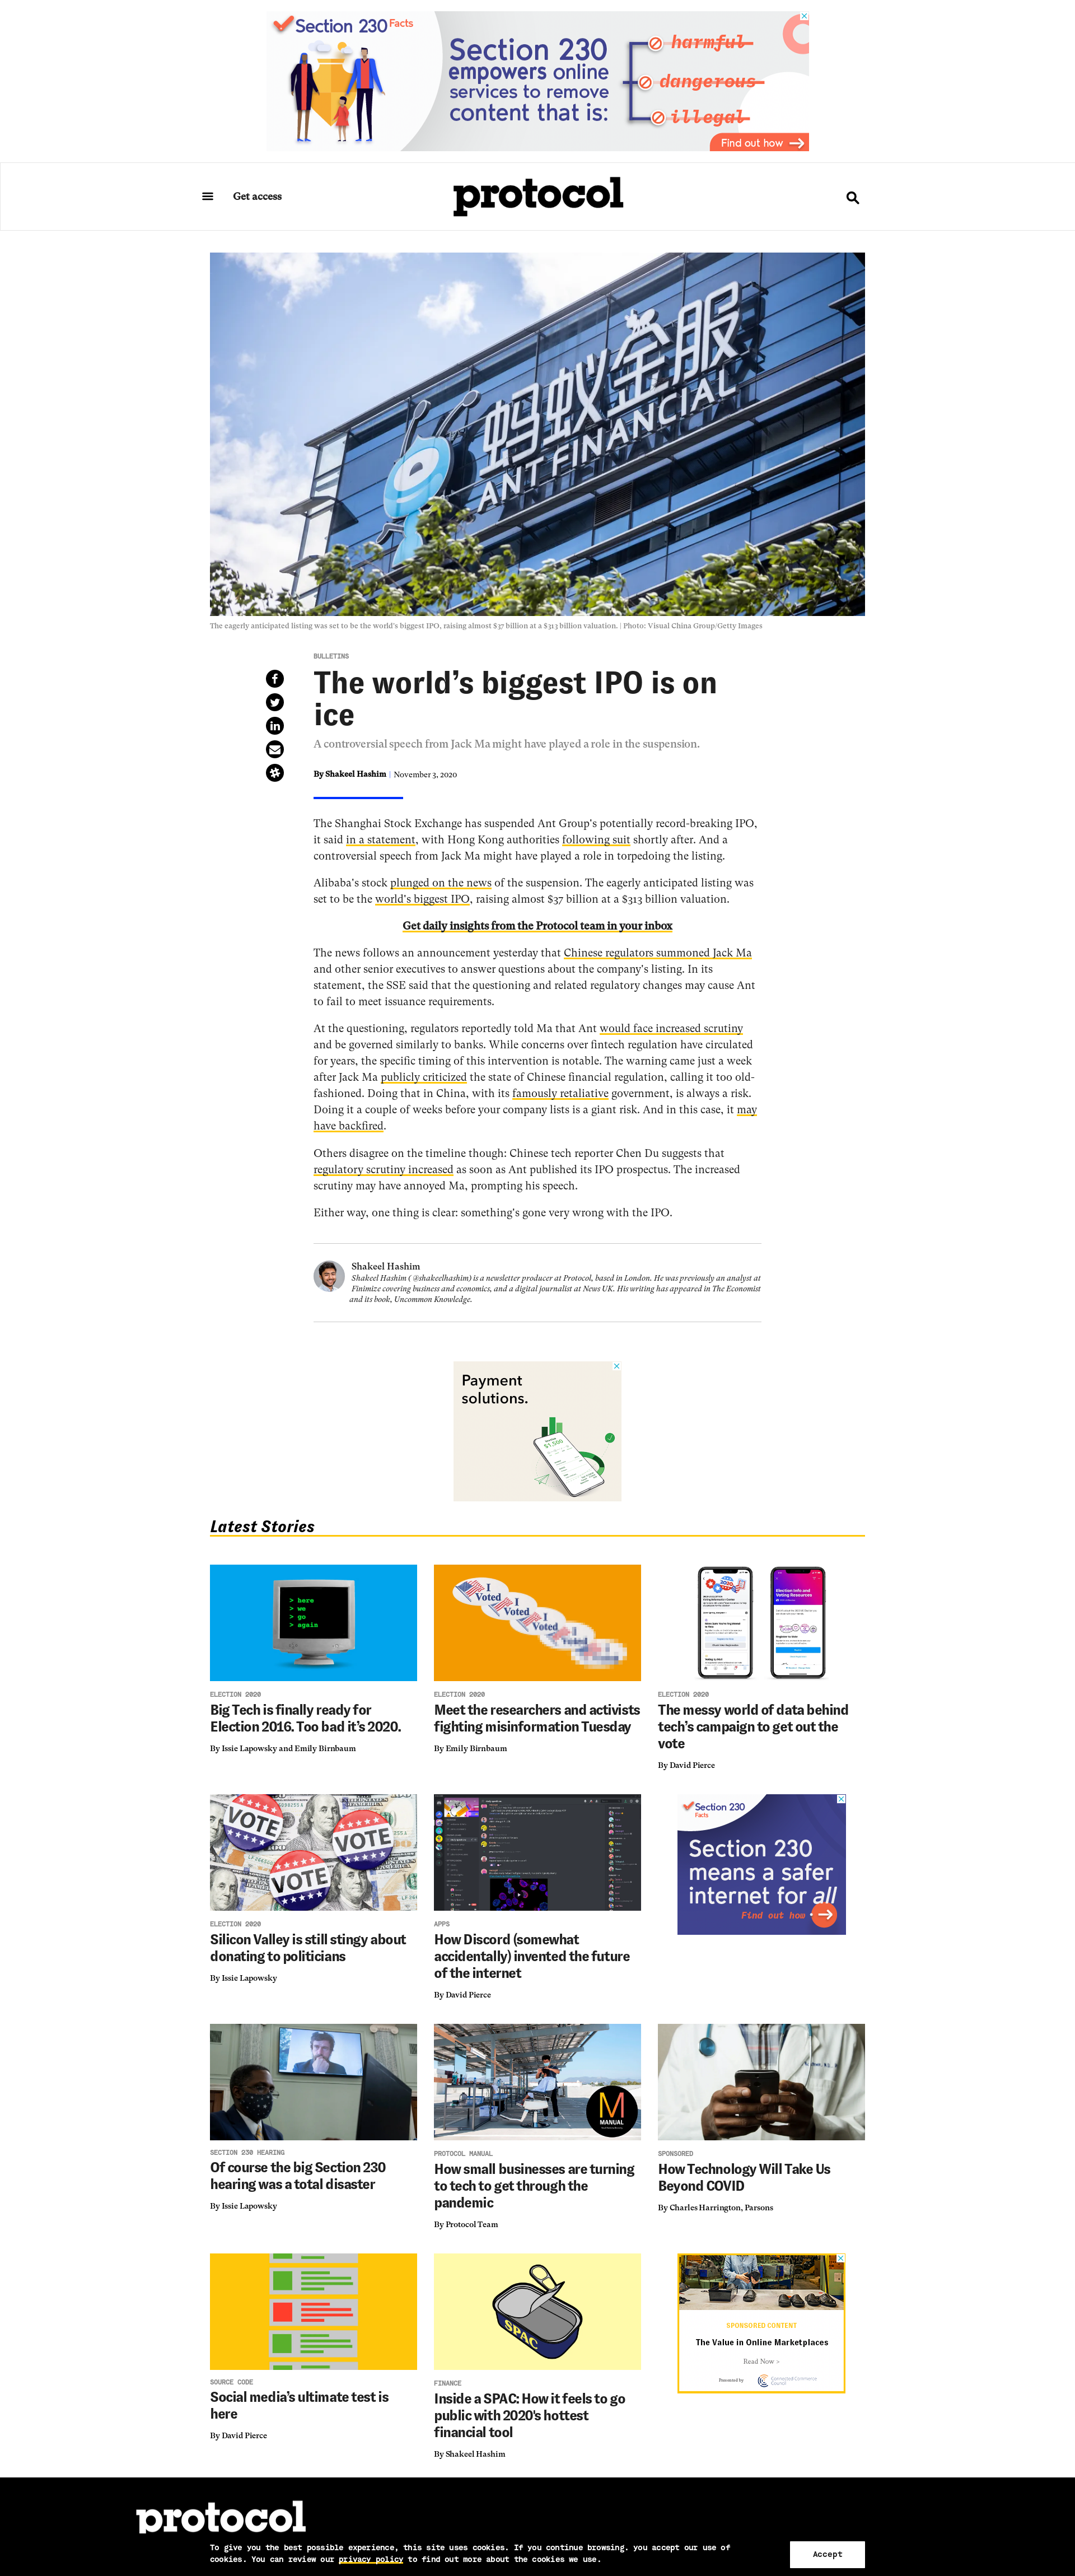 Section 230 Facts
Section 230
empowers online
services to remove
content that is:
harmful
dangerous
illegal
Find out how
Get access
protocol
蚂蚁金服
ANT FINANCIAL
The eagerly anticipated listing was set to be the world's biggest IPO, raising almost $37 billion at a $313 billion valuation. | Photo: Visual China Group/Getty Images
BULLETINS
The world's biggest IPO is on
ice
A controversial speech from Jack Ma might have played a role in the suspension.
By Shakeel Hashim | November 3, 2020
The Shanghai Stock Exchange has suspended Ant Group's potentially record-breaking IPO,
it said in a statement, with Hong Kong authorities following suit shortly after. And a
controversial speech from Jack Ma might have played a role in torpedoing the listing.
Alibaba's stock plunged on the news of the suspension. The eagerly anticipated listing was
set to be the world's biggest IPO, raising almost $37 billion at a $313 billion valuation.
Get daily insights from the Protocol team in your inbox
The news follows an announcement yesterday that Chinese regulators summoned Jack Ma
and other senior executives to answer questions about the company's listing. In its
statement, the SSE said that the questioning and related regulatory changes may cause Ant
to fail to meet issuance requirements.
At the questioning, regulators reportedly told Ma that Ant would face increased scrutiny
and be governed similarly to banks. While concerns over fintech regulation have circulated
for years, the specific timing of this intervention is notable. The warning came just a week
after Jack Ma publicly criticized the state of Chinese financial regulation, calling it too old-
fashioned. Doing that in China, with its famously retaliative government, is always a risk.
Doing it a couple of weeks before your company lists is a giant risk. And in this case, it may
have backfired.
Others disagree on the timeline though: Chinese tech reporter Chen Du suggests that
regulatory scrutiny increased as soon as Ant published its IPO prospectus. The increased
scrutiny may have annoyed Ma, prompting his speech.
Either way, one thing is clear: something's gone very wrong with the IPO.
Shakeel Hashim
Shakeel Hashim ( @shakeelhashim) is a newsletter producer at Protocol, based in London. He was previously an analyst at
Finimize covering business and economics, and a digital journalist at News UK. His writing has appeared in The Economist
and its book, Uncommon Knowledge.
Payment
solutions.
$1,500
Latest Stories
> here
> we
> go
> again
I Voted
I Voted
I Voted
I Voted
Election Info and
Voting Resources
ELECTION 2020
Big Tech is finally ready for
Election 2016. Too bad it's 2020.
By Issie Lapowsky and Emily Birnbaum
ELECTION 2020
Meet the researchers and activists
fighting misinformation Tuesday
By Emily Birnbaum
ELECTION 2020
The messy world of data behind
tech's campaign to get out the
vote
By David Pierce
VOTE
VOTE
VOTE
ELECTION 2020
Silicon Valley is still stingy about
donating to politicians
By Issie Lapowsky
APPS
How Discord (somewhat
accidentally) invented the future
of the internet
By David Pierce
Section 230
Facts
Section 230
means a safer
internet for all
Find out how
SECTION 230 HEARING
Of course the big Section 230
hearing was a total disaster
By Issie Lapowsky
M
MANUAL
PROTOCOL MANUAL
How small businesses are turning
to tech to get through the
pandemic
By Protocol Team
SPONSORED
How Technology Will Take Us
Beyond COVID
By Charles Harrington, Parsons
SOURCE CODE
Social media's ultimate test is
here
By David Pierce
SPAC
FINANCE
Inside a SPAC: How it feels to go
public with 2020's hottest
financial tool
By Shakeel Hashim
SPONSORED CONTENT
The Value in Online Marketplaces
Read Now >
Powered by
Connected Commerce
Council
protocol
To give you the best possible experience, this site uses cookies. If you continue browsing. you accept our use of
cookies. You can review our privacy policy to find out more about the cookies we use.
Accept